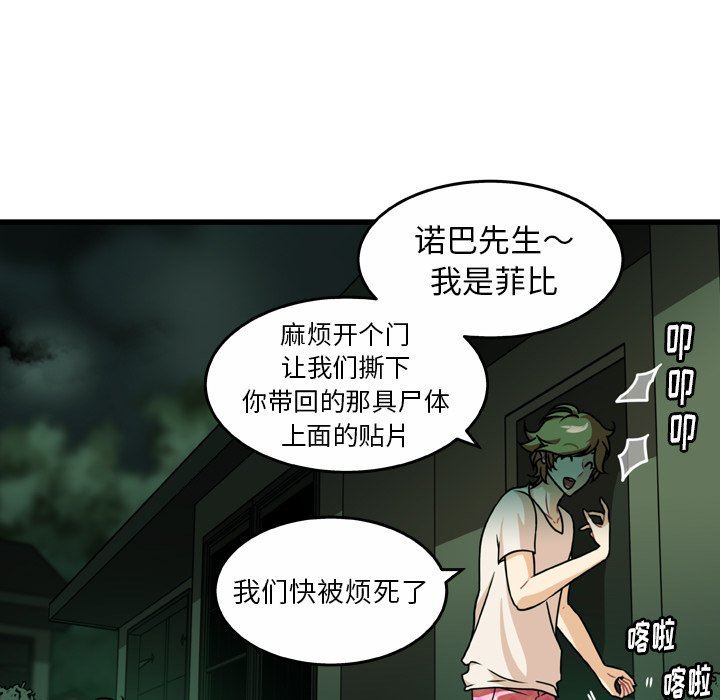 诺巴先生～
我是菲比
麻烦开个门
让我们撕下
你带回的那具尸体
上面的贴片
叩
叩
叩
我们快被烦死了
喀啦
喀啦